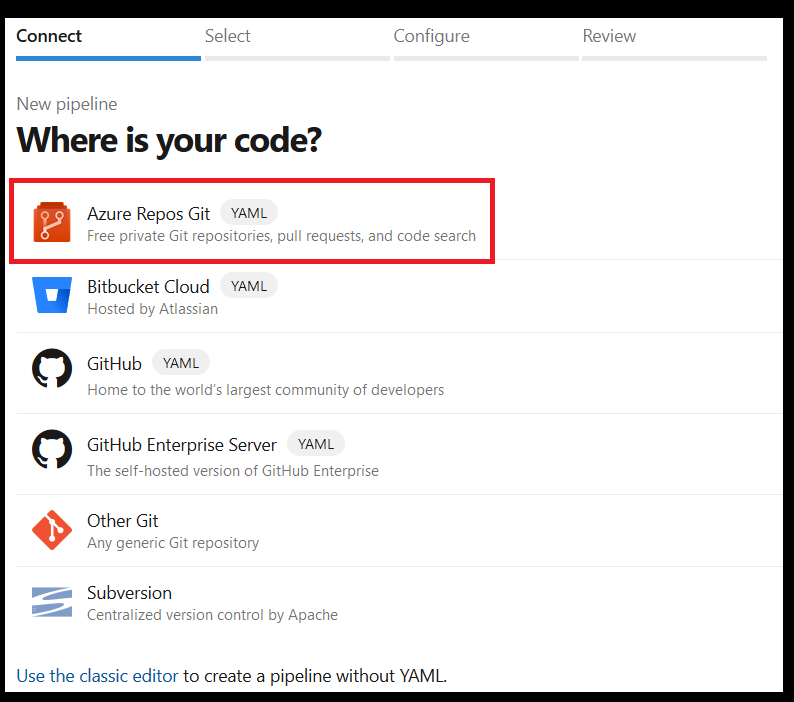 Connect Select Configure Review
New pipeline
Where is your code?
Azure Repos Git YAML
Free private Git repositories, pull requests, and code search
Bitbucket Cloud YAML
Hosted by Atlassian
GitHub YAML
Home to the world's largest community of developers
GitHub Enterprise Server YAML
The self-hosted version of GitHub Enterprise
Other Git
Any generic Git repository
Subversion
Centralized version control by Apache
Use the classic editor to create a pipeline without YAML.